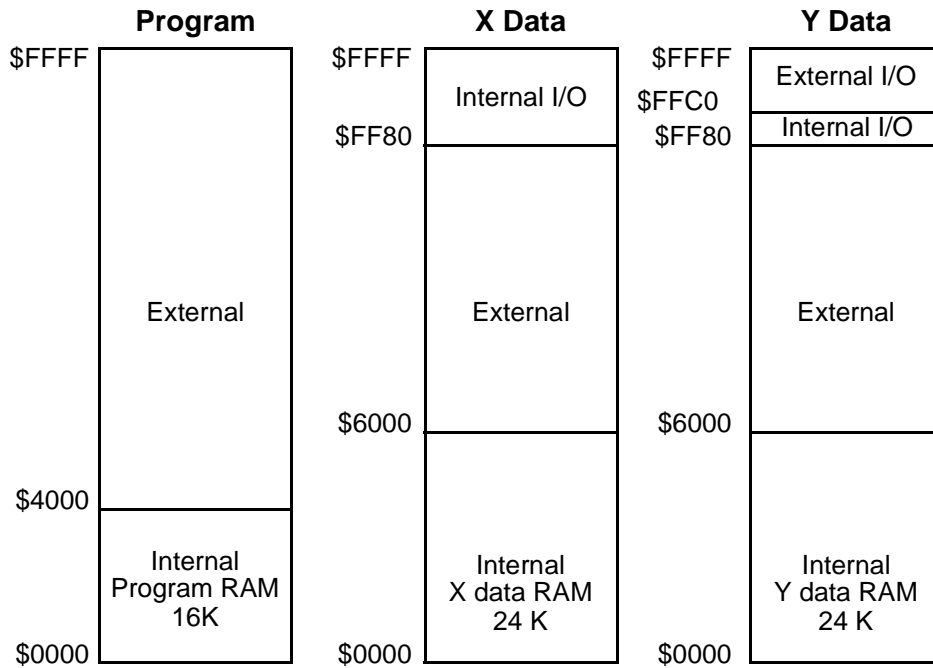 Program
$FFFF
External
$4000
Internal
Program RAM
16K
$0000
X Data
$FFFF
Internal I/O
$FF80
External
$6000
Internal
X data RAM
24 K
$0000
Y Data
$FFFF
External I/O
$FFC0
Internal I/O
$FF80
External
$6000
Internal
Y data RAM
24 K
$0000